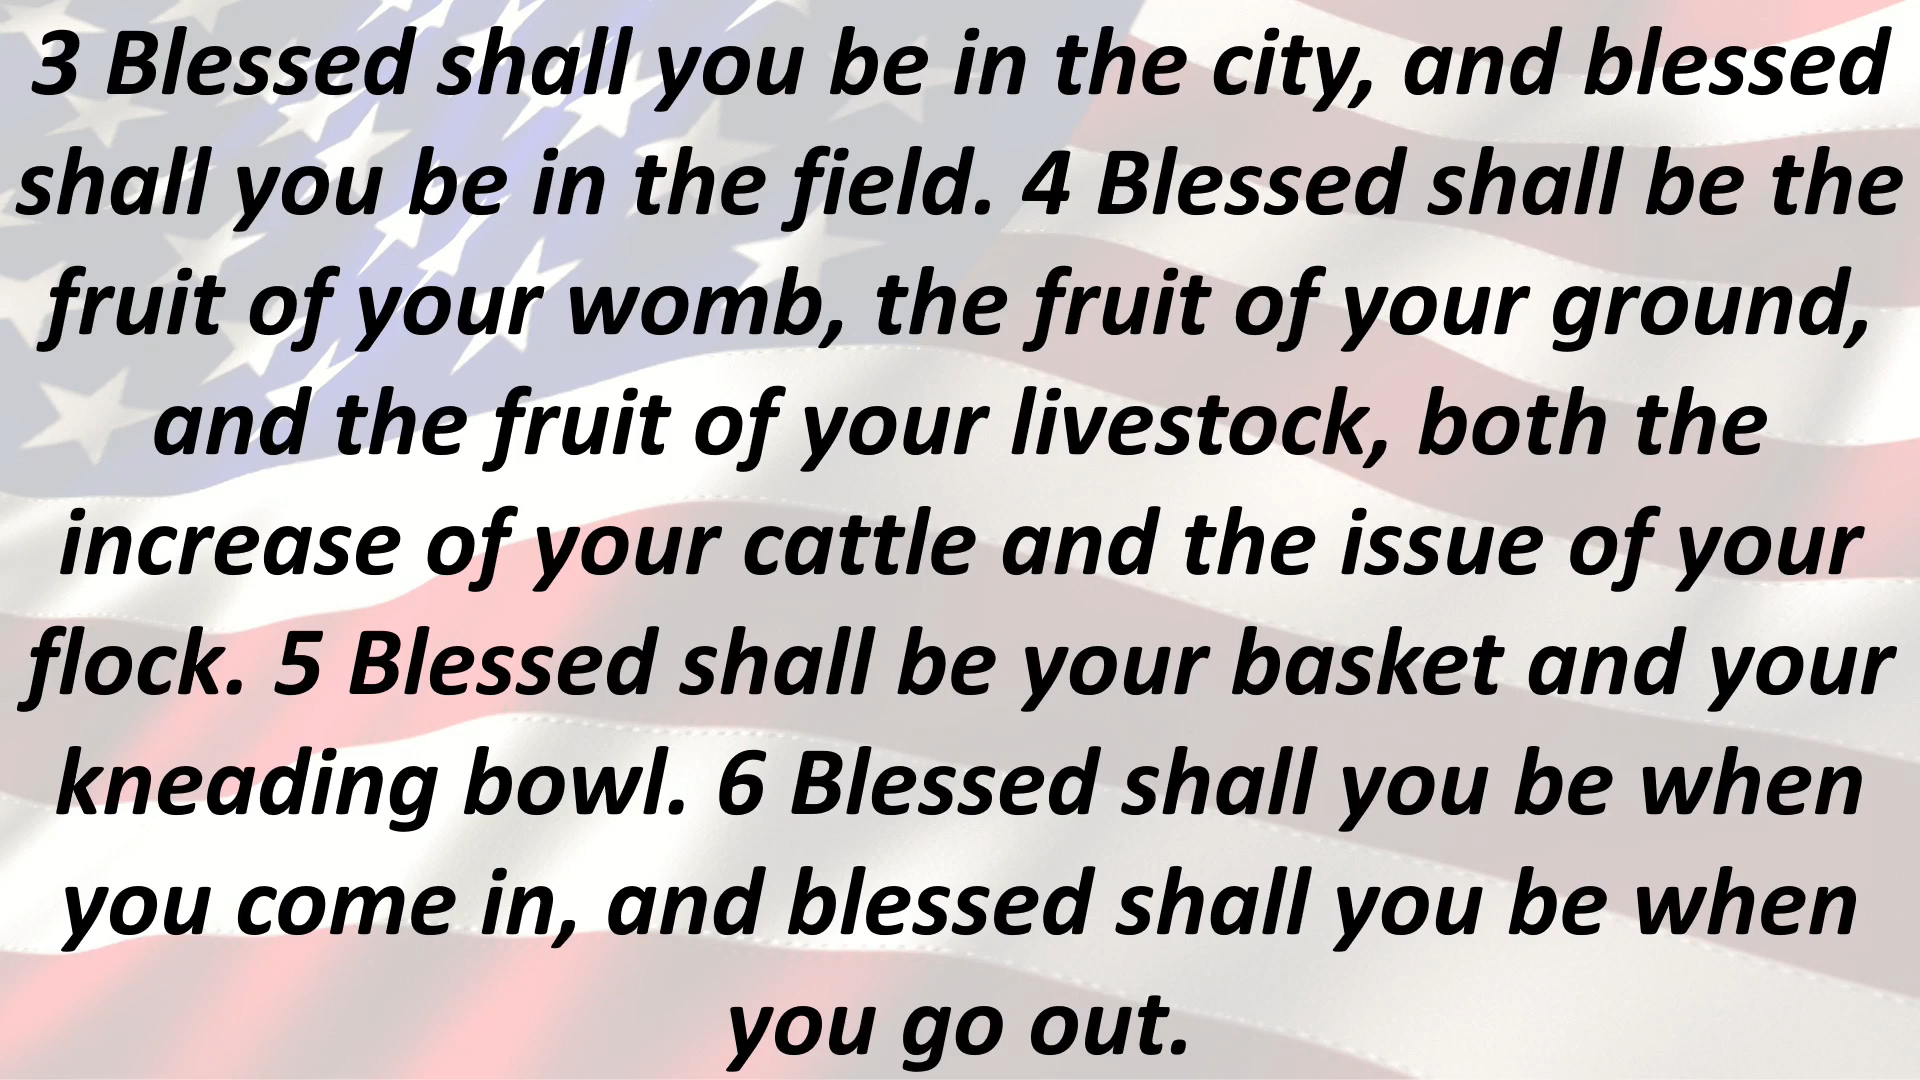 3 Blessed shall you be in the city, and blessed
shall you be in the field. 4 Blessed shall be the
fruit of your womb, the fruit of your ground,
and the fruit of your livestock, both the
increase of your cattle and the issue of your
flock. 5 Blessed shall be your basket and your
kneading bowl. 6 Blessed shall you be when
you come in, and blessed shall you be when
you go out.